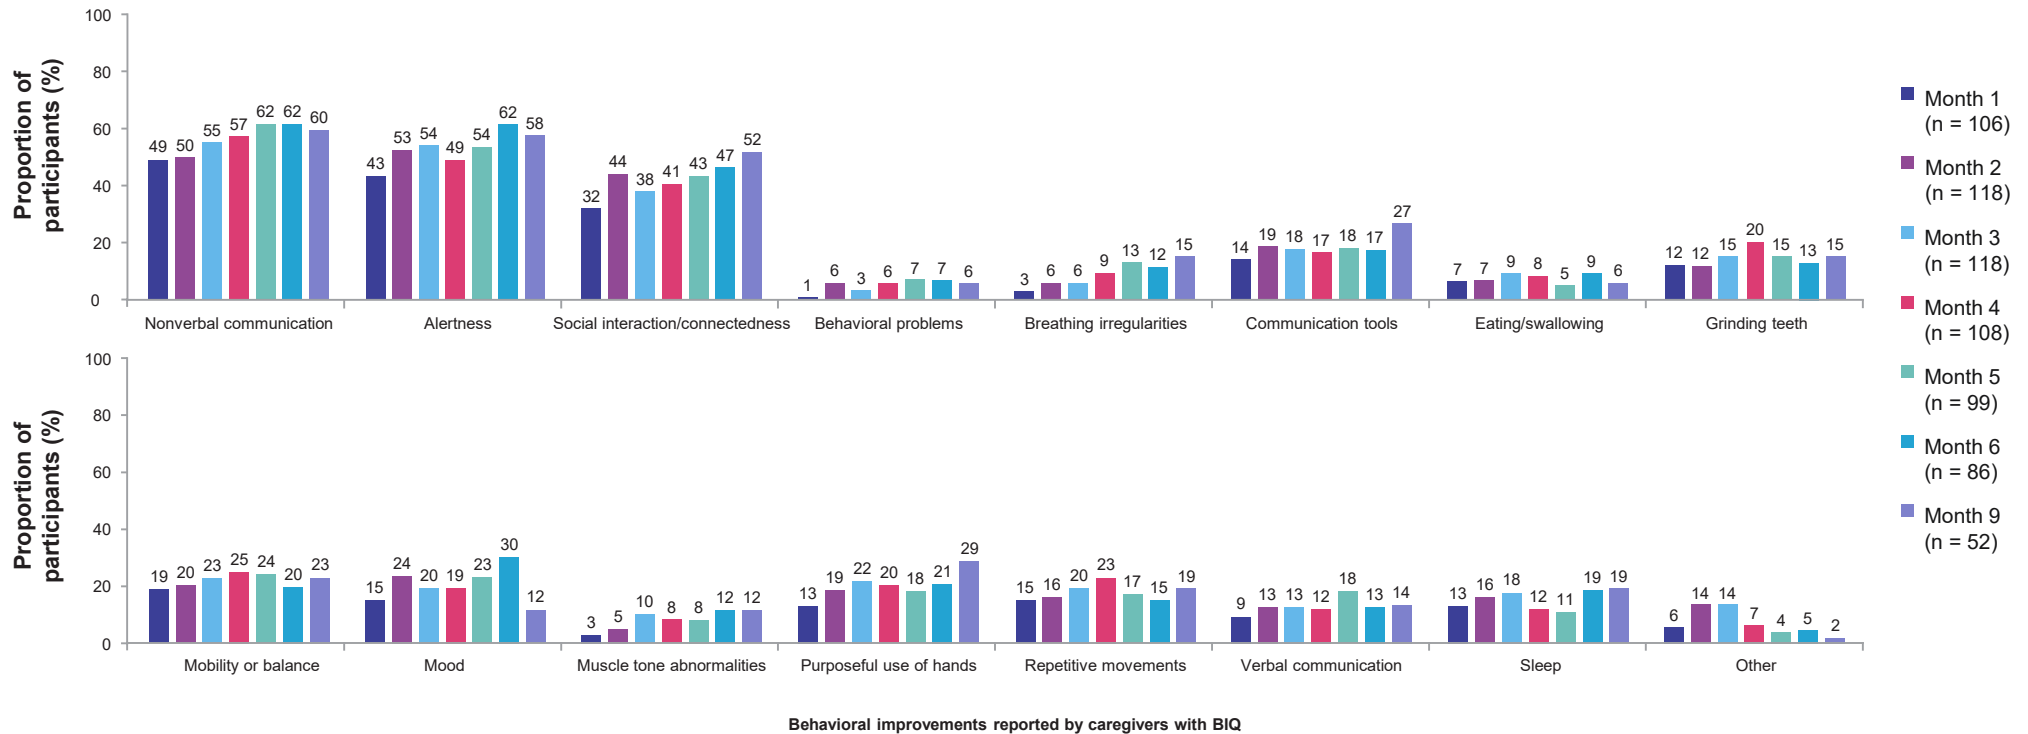 Proportion of
participants (%)
100
80
60
40
20
0
49 50 55 57 62 62 60
43 53 54 49 54 62 58
32 44 38 41 43 47 52
1 6 3 6 7 7 6
3 6 6 9 13 12 15
14 19 18 17 18 17 27
7 7 9 8 5 9 6
12 12 15 20 15 13 15
Nonverbal communication
Alertness
Social interaction/connectedness
Behavioral problems
Breathing irregularities
Communication tools
Eating/swallowing
Grinding teeth
Proportion of
participants (%)
100
80
60
40
20
0
19 20 23 25 24 20 23
15 24 20 19 23 30 12
3 5 10 8 8 12 12
13 19 22 20 18 21 29
15 16 20 23 17 15 19
9 13 13 12 18 13 14
13 16 18 12 11 19 19
6 14 14 7 4 5 2
Mobility or balance
Mood
Muscle tone abnormalities
Purposeful use of hands
Repetitive movements
Verbal communication
Sleep
Other
Behavioral improvements reported by caregivers with BIQ
Month 1
(n = 106)
Month 2
(n = 118)
Month 3
(n = 118)
Month 4
(n = 108)
Month 5
(n = 99)
Month 6
(n = 86)
Month 9
(n = 52)